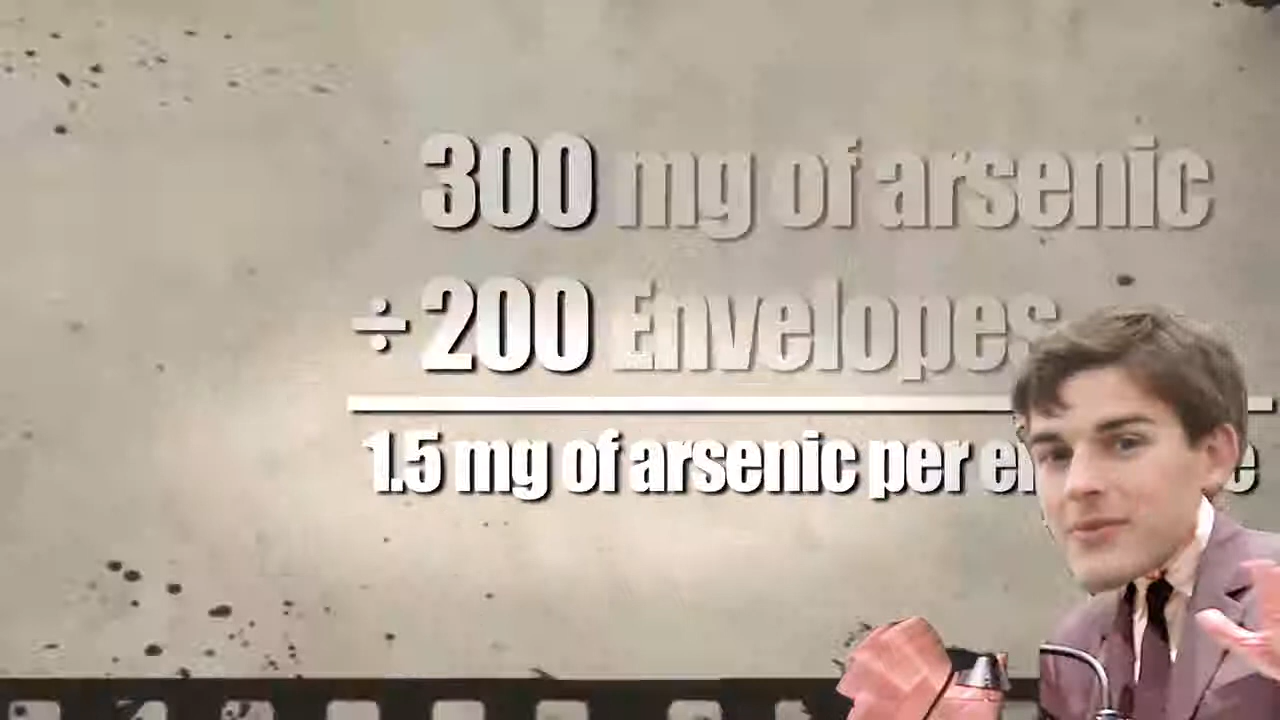 300 mg of arsenic
÷200 Envelopes
1.5 mg of arsenic per